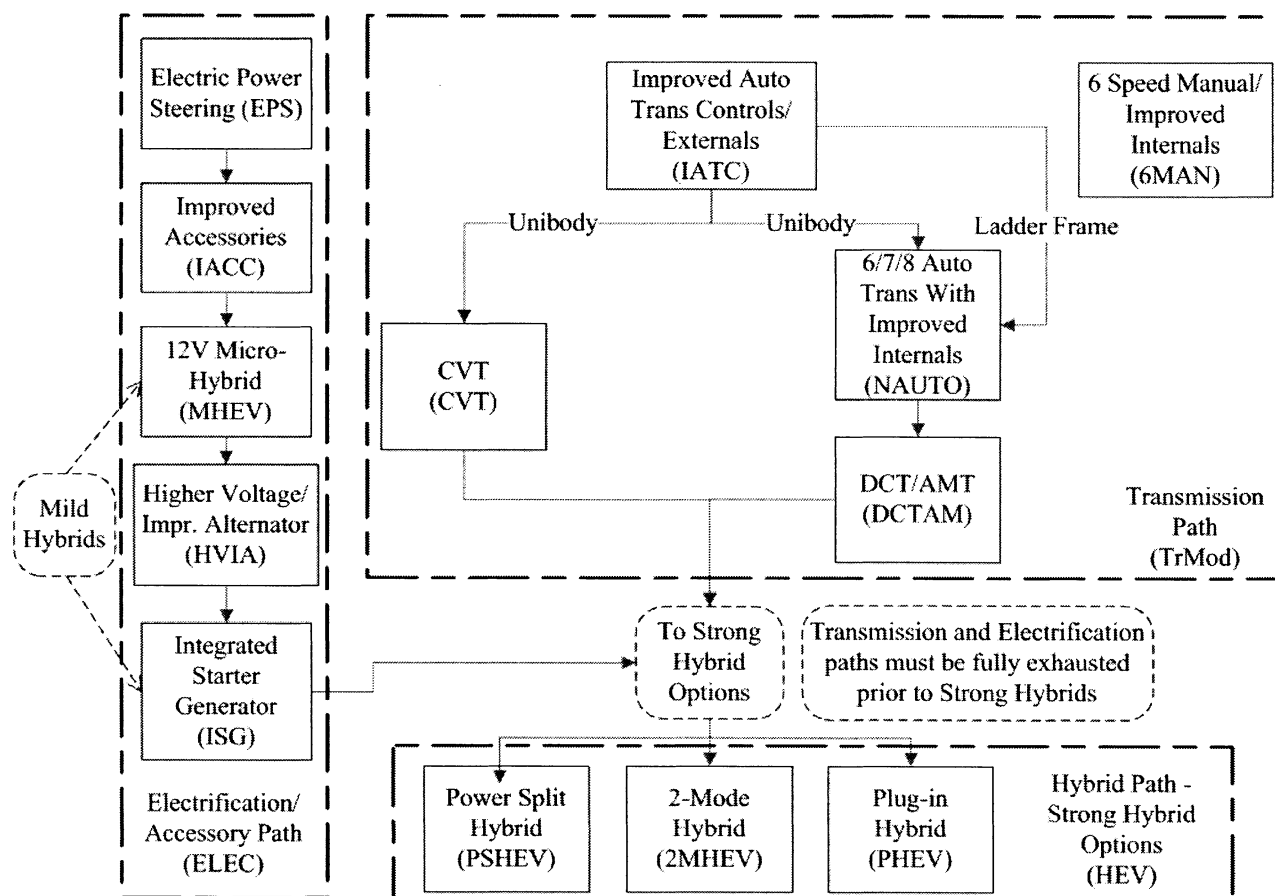 Electric Power
Steering (EPS)
Improved
Accessories
(IACC)
12V Micro-
Hybrid
(MHEV)
Higher Voltage/
Impr. Alternator
(HVIA)
Integrated
Starter
Generator
(ISG)
Electrification/
Accessory Path
(ELEC)
Mild
Hybrids
Improved Auto
Trans Controls/
Externals
(IATC)
6 Speed Manual/
Improved
Internals
(6MAN)
Unibody
Unibody
Ladder Frame
CVT
(CVT)
6/7/8 Auto
Trans With
Improved
Internals
(NAUTO)
DCT/AMT
(DCTAM)
Transmission
Path
(TrMod)
To Strong
Hybrid
Options
Transmission and Electrification
paths must be fully exhausted
prior to Strong Hybrids
Power Split
Hybrid
(PSHEV)
2-Mode
Hybrid
(2MHEV)
Plug-in
Hybrid
(PHEV)
Hybrid Path -
Strong Hybrid
Options
(HEV)